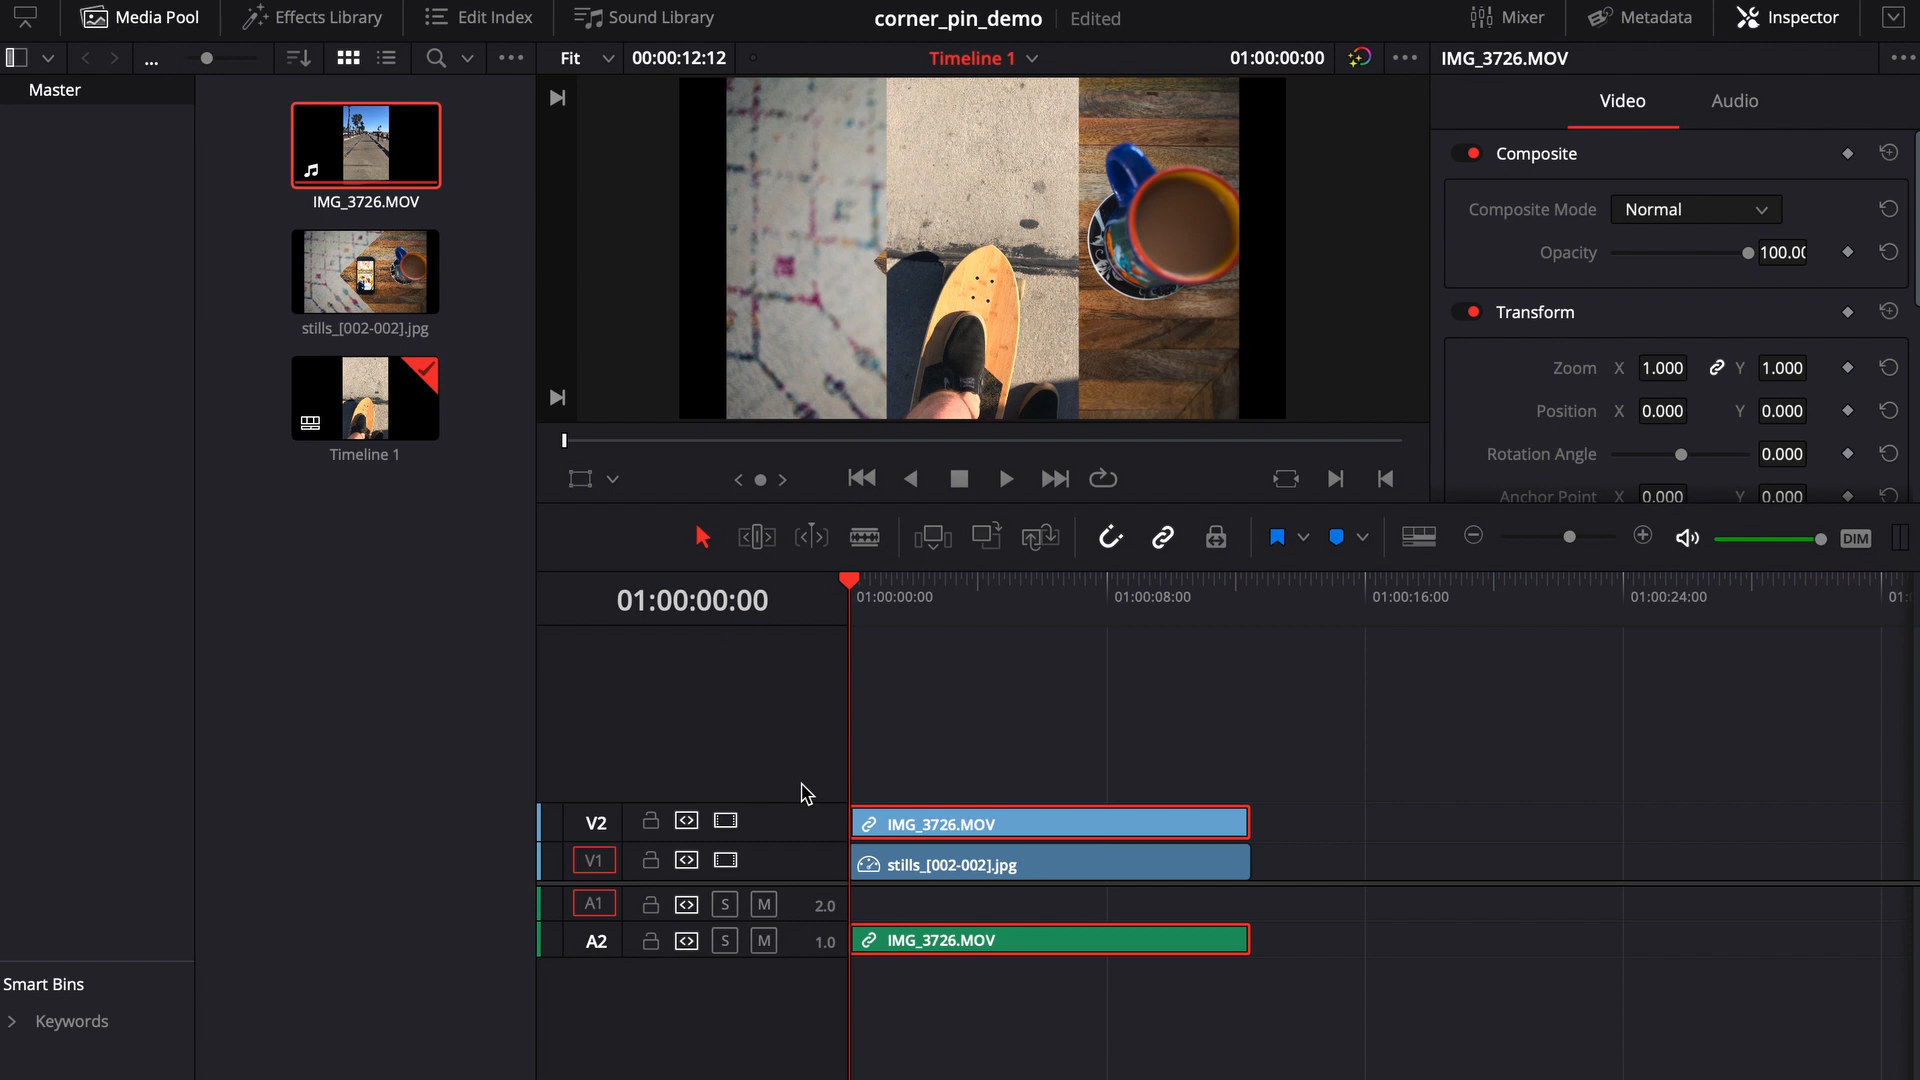 Media Pool
Effects Library
Edit Index
Sound Library
corner_pin_demo
Edited
Mixer
Metadata
Inspector
...
Fit
00:00:12:12
Timeline 1
01:00:00:00
IMG_3726.MOV
Master
Video
Audio
IMG_3726.MOV
stills_[002-002].jpg
Timeline 1
Composite
Composite Mode
Normal
Opacity
100.00
Transform
Zoom X 1.000 Y 1.000
Position X 0.000 Y 0.000
Rotation Angle 0.000
Anchor Point X 0.000 Y 0.000
DIM
01:00:00:00
01:00:00:00
01:00:08:00
01:00:16:00
01:00:24:00
01:
V2
IMG_3726.MOV
V1
stills_[002-002].jpg
A1 S M 2.0
A2 S M 1.0
IMG_3726.MOV
Smart Bins
Keywords